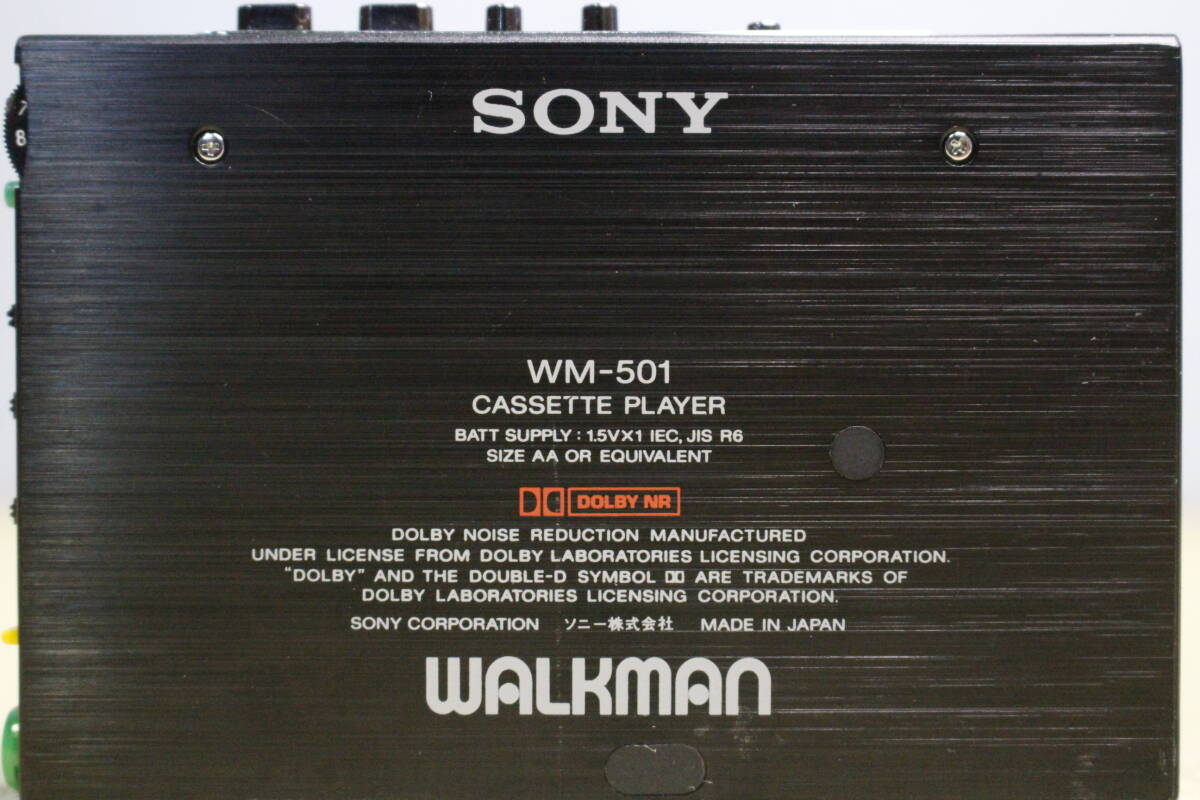 7
8
SONY
WM-501
CASSETTE PLAYER
BATT SUPPLY : 1.5V×1 IEC, JIS R6
SIZE AA OR EQUIVALENT
DOLBY NR
DOLBY NOISE REDUCTION MANUFACTURED
UNDER LICENSE FROM DOLBY LABORATORIES LICENSING CORPORATION.
"DOLBY" AND THE DOUBLE-D SYMBOL ARE TRADEMARKS OF
DOLBY LABORATORIES LICENSING CORPORATION.
SONY CORPORATION ソニー株式会社 MADE IN JAPAN
WALKMAN